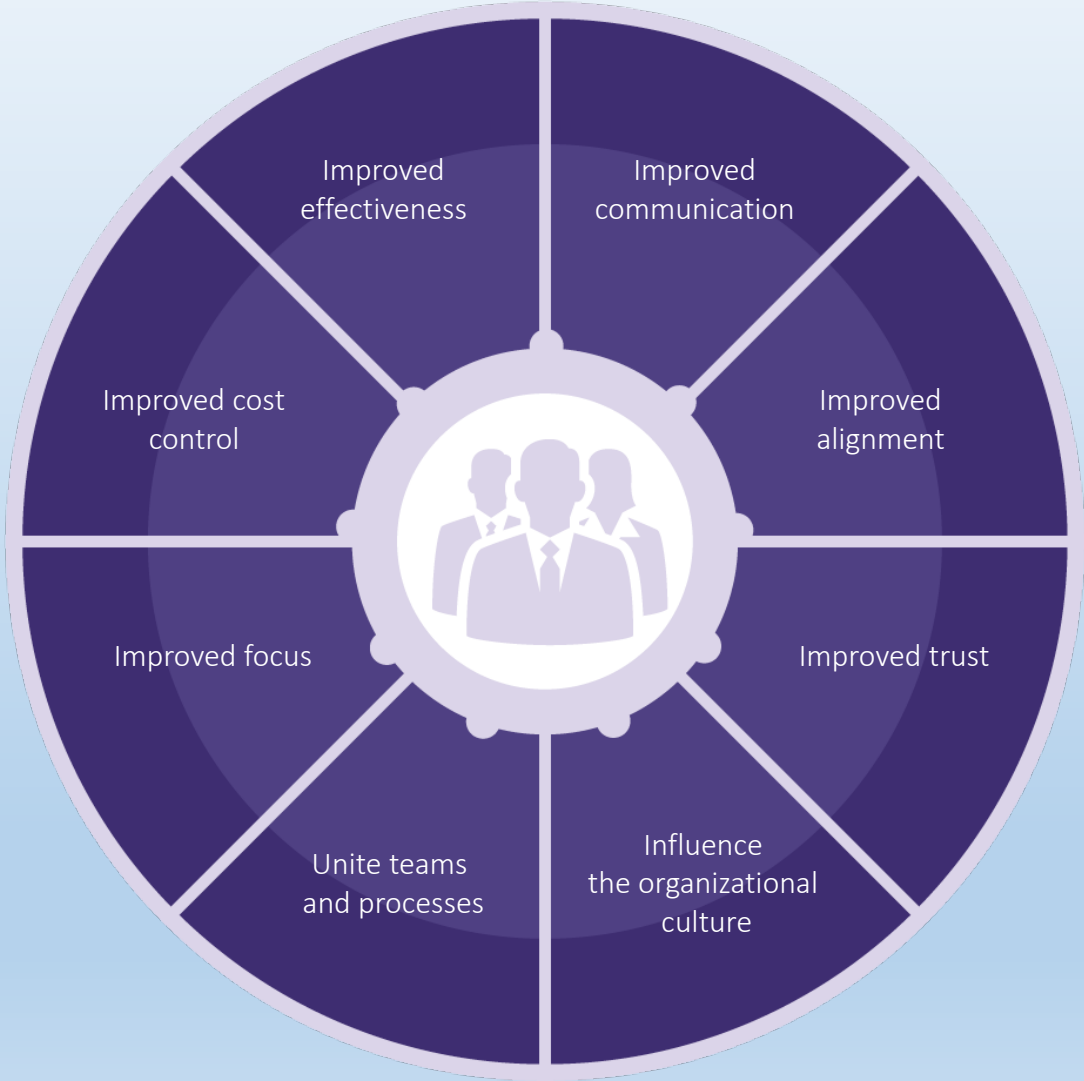 Improved
effectiveness
Improved
communication
Improved cost
control
Improved
alignment
Improved focus
Improved trust
Unite teams
and processes
Influence
the organizational
culture